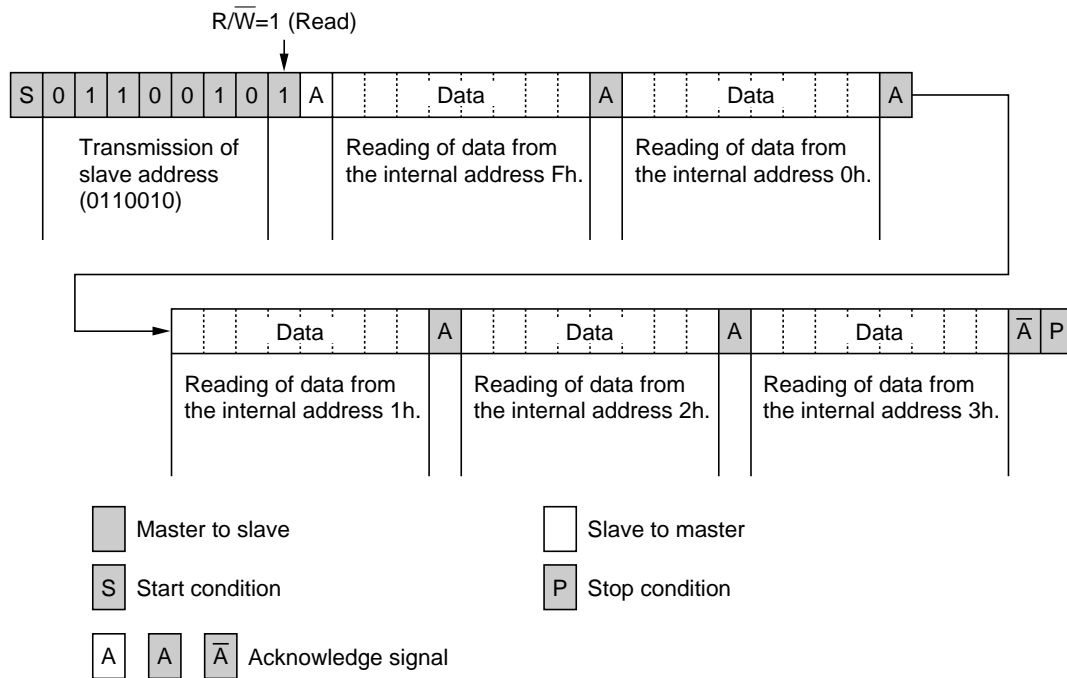 R/W̅=1 (Read)
S 0 1 1 0 0 1 0 1 A Data A Data A
Transmission of
slave address
(0110010)
Reading of data from
the internal address Fh.
Reading of data from
the internal address 0h.
Data A Data A Data A̅ P
Reading of data from
the internal address 1h.
Reading of data from
the internal address 2h.
Reading of data from
the internal address 3h.
Master to slave
Slave to master
S Start condition
P Stop condition
A A A̅ Acknowledge signal